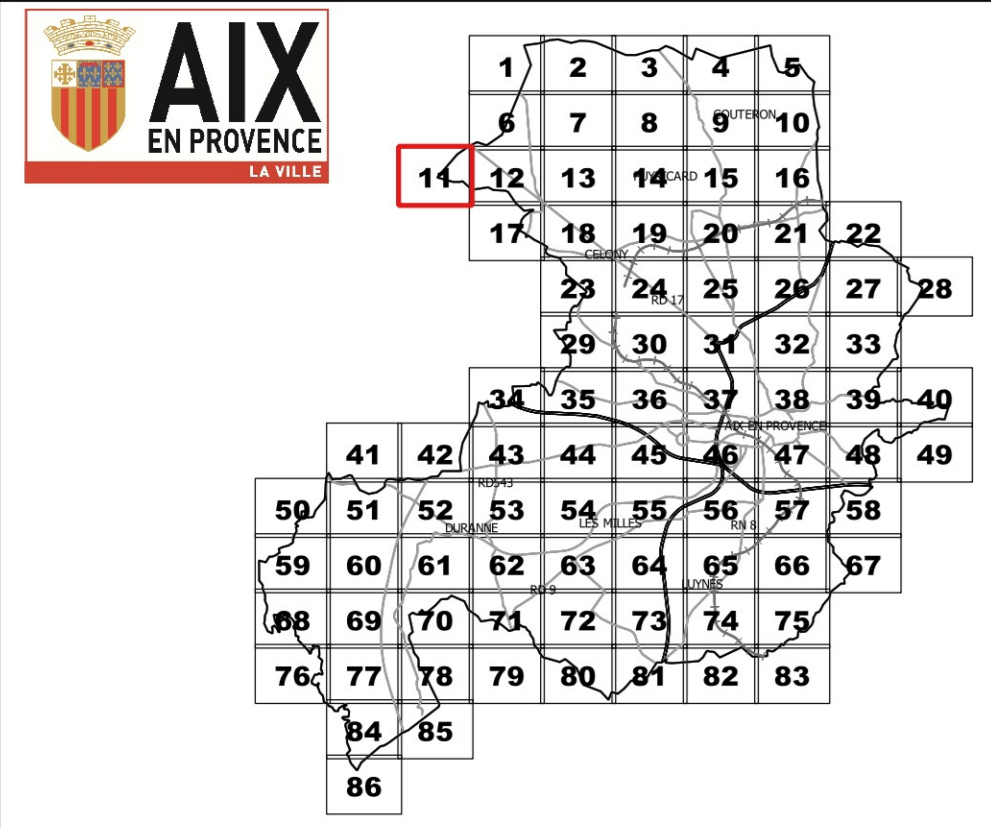 AIX
EN PROVENCE
LA VILLE
1 2 3 4 5
6 7 8 9 10
COUTERON
11 12 13 14 15 16
PUYRICARD
17 18 19 20 21 22
CELONY
23 24 25 26 27 28
RD 17
29 30 31 32 33
34 35 36 37 38 39 40
AIX EN PROVENCE
41 42 43 44 45 46 47 48 49
RD543
50 51 52 53 54 55 56 57 58
DURANNE
LES MILLES
RN 8
59 60 61 62 63 64 65 66 67
RD 9
LUYNES
68 69 70 71 72 73 74 75
76 77 78 79 80 81 82 83
84 85
86